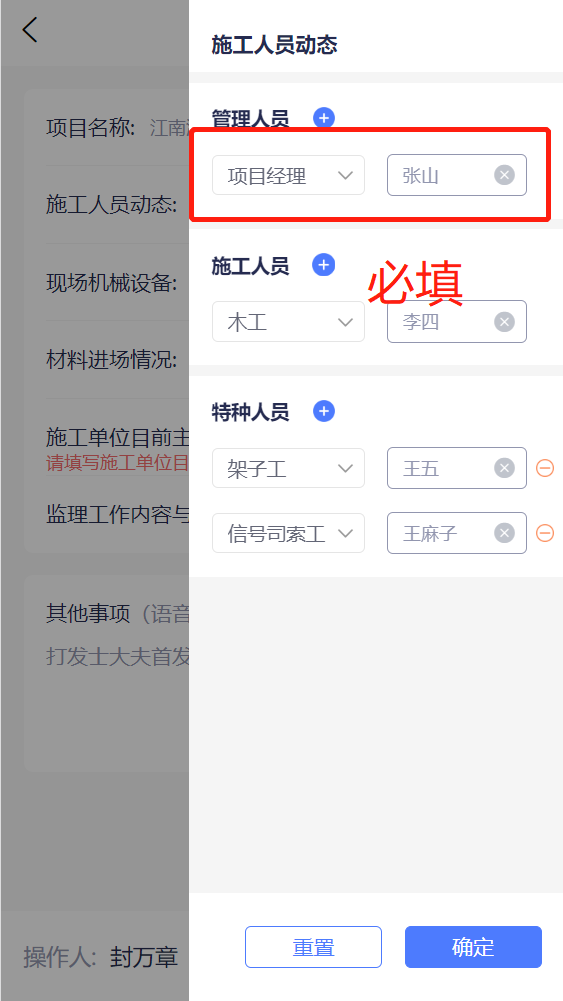 施工人员动态
管理人员
项目名称: 江南
项目经理 张山
施工人员动态:
施工人员
必填
现场机械设备:
木工 李四
材料进场情况:
特种人员
施工单位目前主
请填写施工单位目
架子工 王五
监理工作内容与
信号司索工 王麻子
其他事项（语音
打发士大夫首发
重置 确定
操作人: 封万章